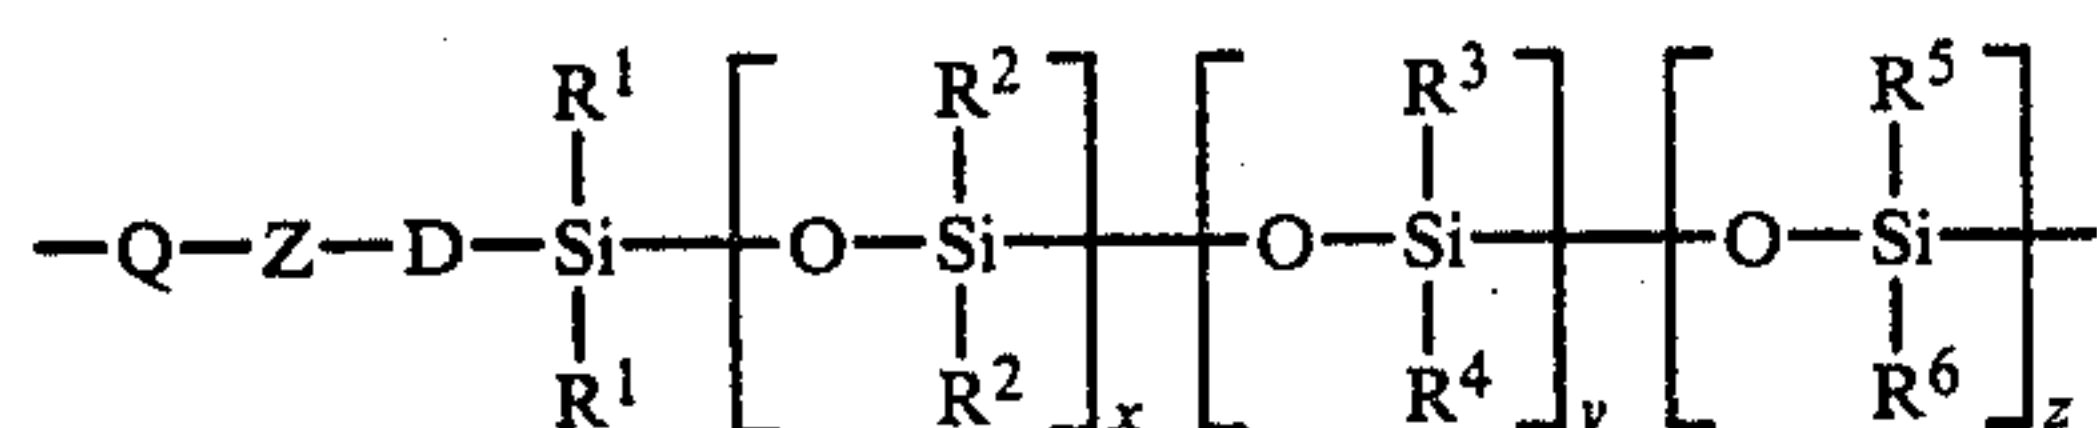 R1 R2 R3 R5
—Q—Z—D—Si—[O—Si—]x—[O—Si—]y—[O—Si—]z—
R1 R2 R4 R6